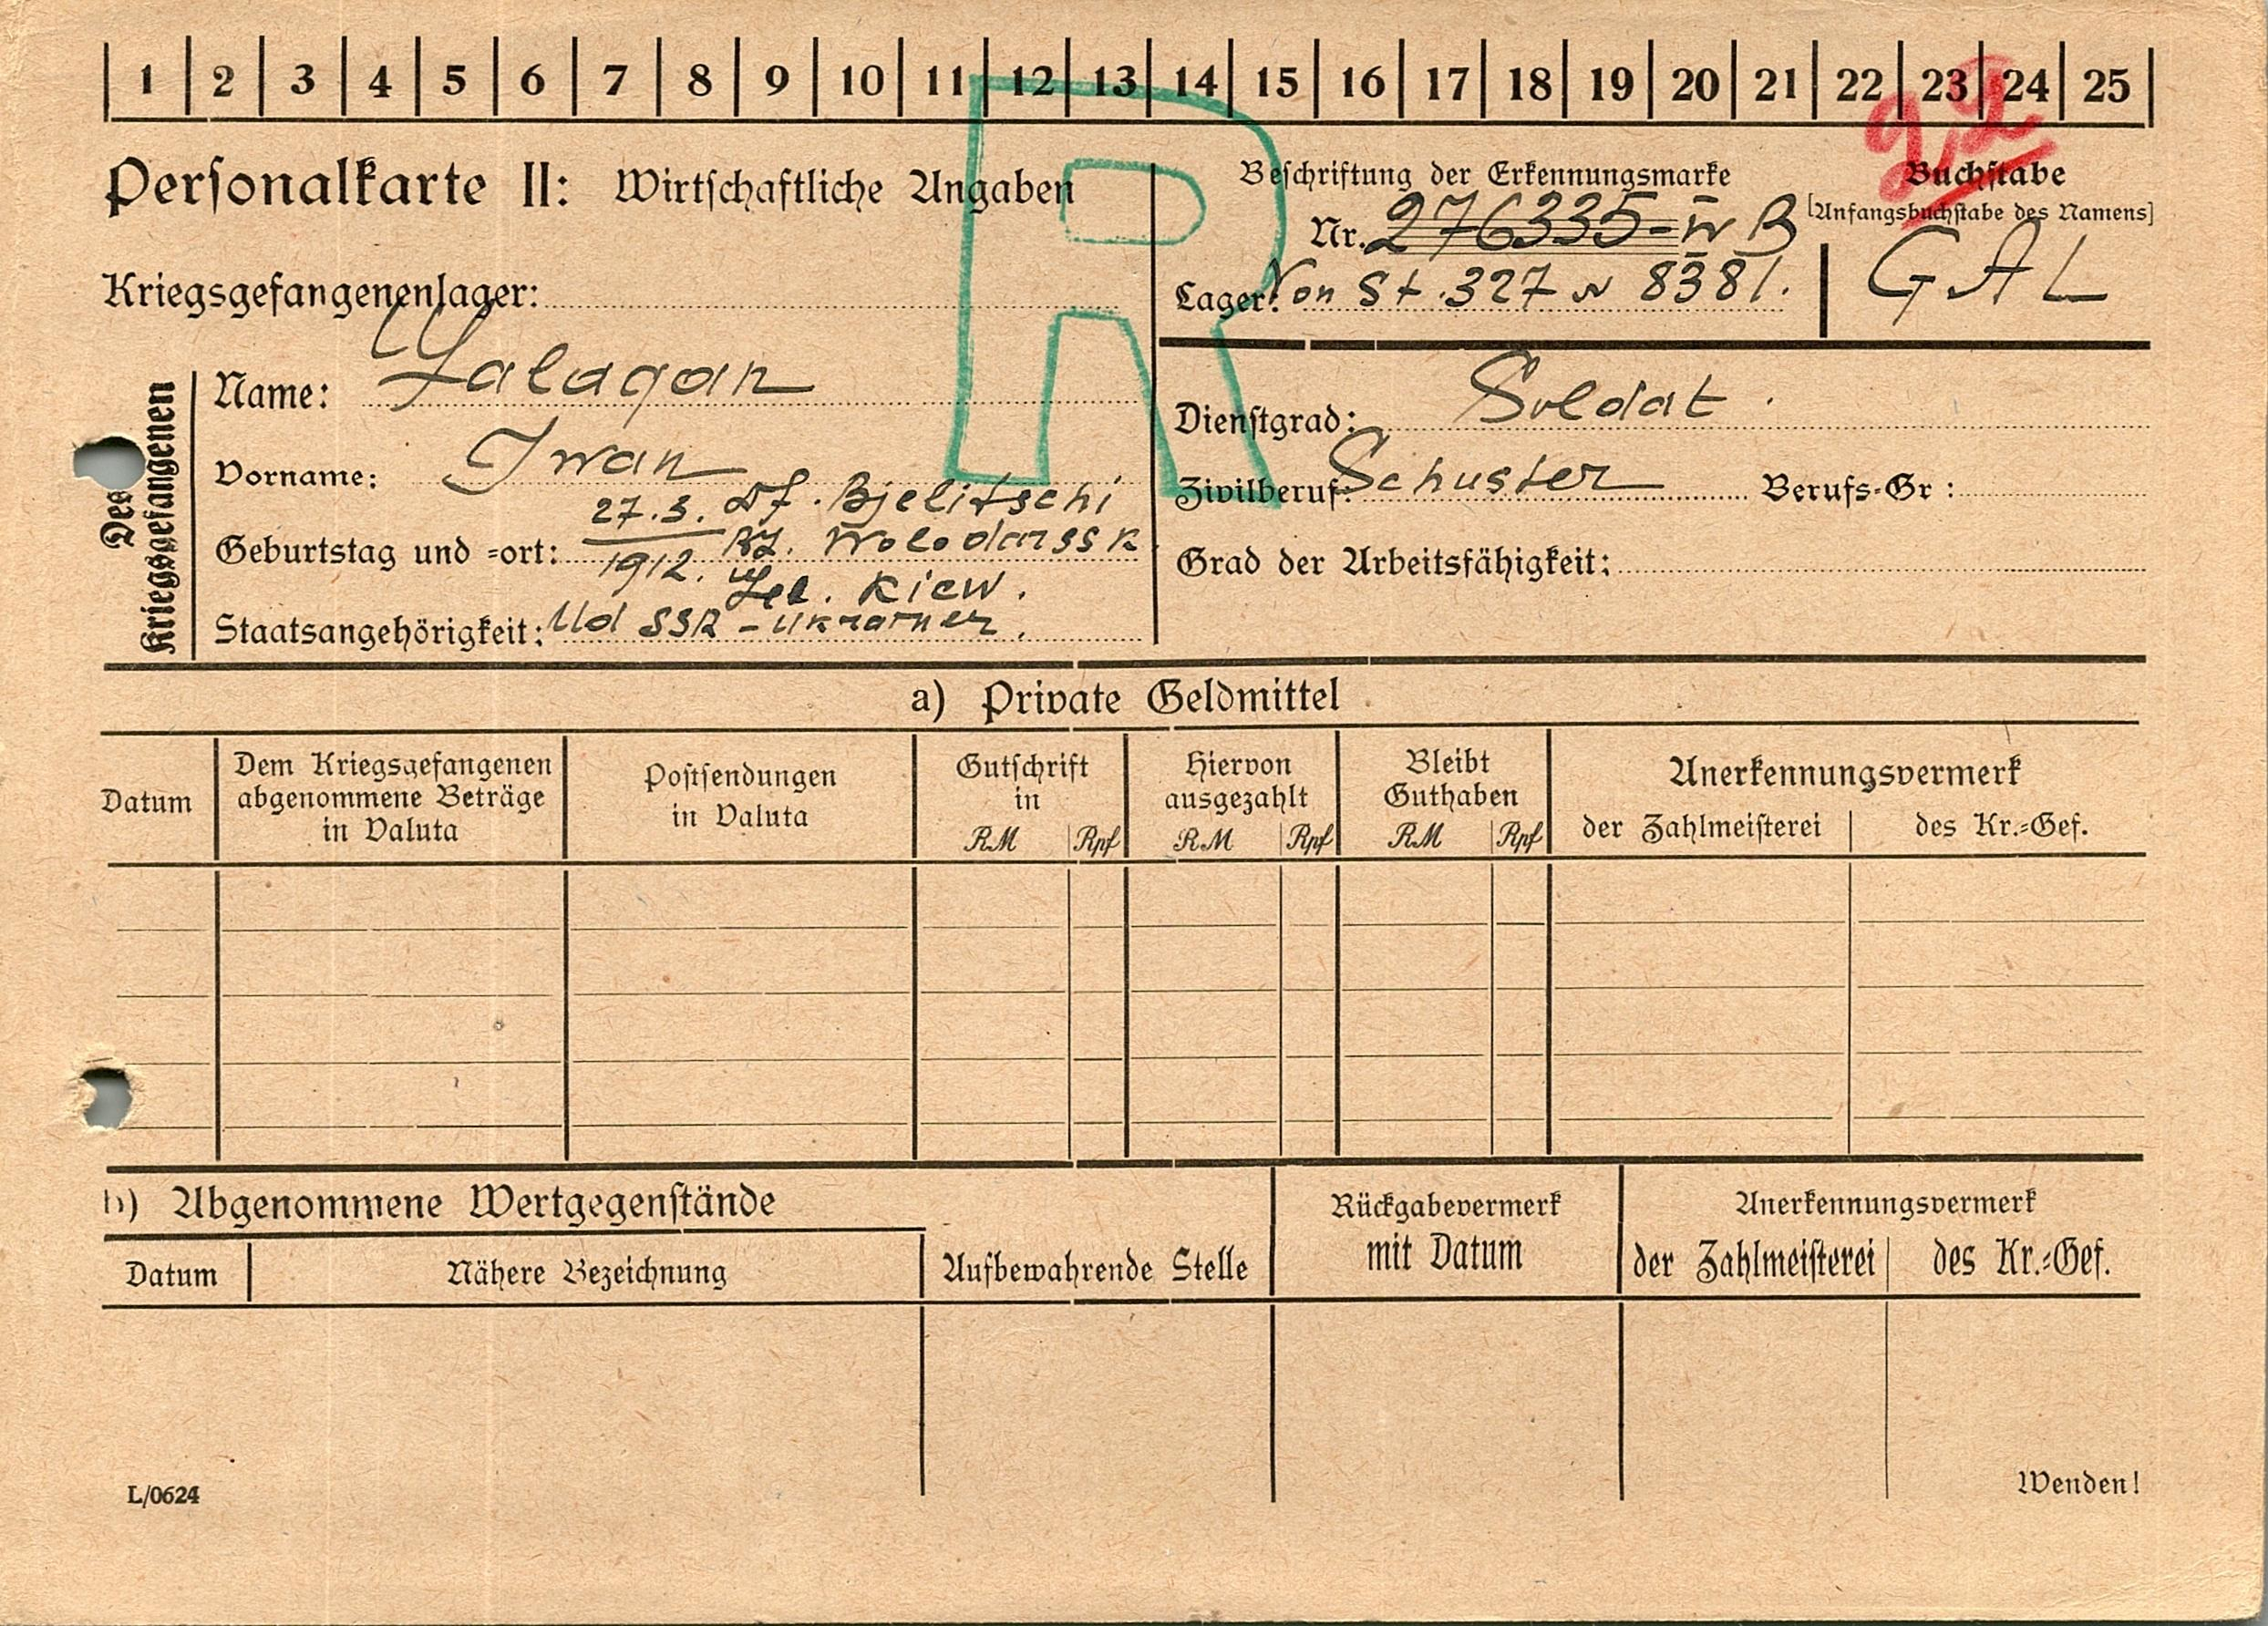 1 2 3 4 5 6 7 8 9 10 11 12 13 14 15 16 17 18 19 20 21 22 23 24 25
R
Personalkarte II: Wirtschaftliche Angaben
Beschriftung der Erkennungsmarke
Nr. 276335 - IV B
Lager: Von St. 327 N 8381.
Buchstabe
[Anfangsbuchstabe des Namens]
GAL
Kriegsgefangenenlager:
Des Kriegsgefangenen
Name: Galagan
Vorname: Iwan
Geburtstag und =ort: 27.3. 1912. Df. Bjelitschi
Wolodarssk
Kiew.
Staatsangehörigkeit: UdSSR - Ukrainer.
Dienstgrad: Soldat.
Zivilberuf: Schuster Berufs=Gr:
Grad der Arbeitsfähigkeit:
a) Private Geldmittel
Datum
Dem Kriegsgefangenen
abgenommene Beträge
in Valuta
Postsendungen
in Valuta
Gutschrift
in
RM Rpf
Hiervon
ausgezahlt
RM Rpf
Bleibt
Guthaben
RM Rpf
Anerkennungsvermerk
der Zahlmeisterei des Kr.=Gef.
b) Abgenommene Wertgegenstände
Datum Nähere Bezeichnung
Aufbewahrende Stelle
Rückgabevermerk
mit Datum
Anerkennungsvermerk
der Zahlmeisterei des Kr.=Gef.
L/0624
Wenden!